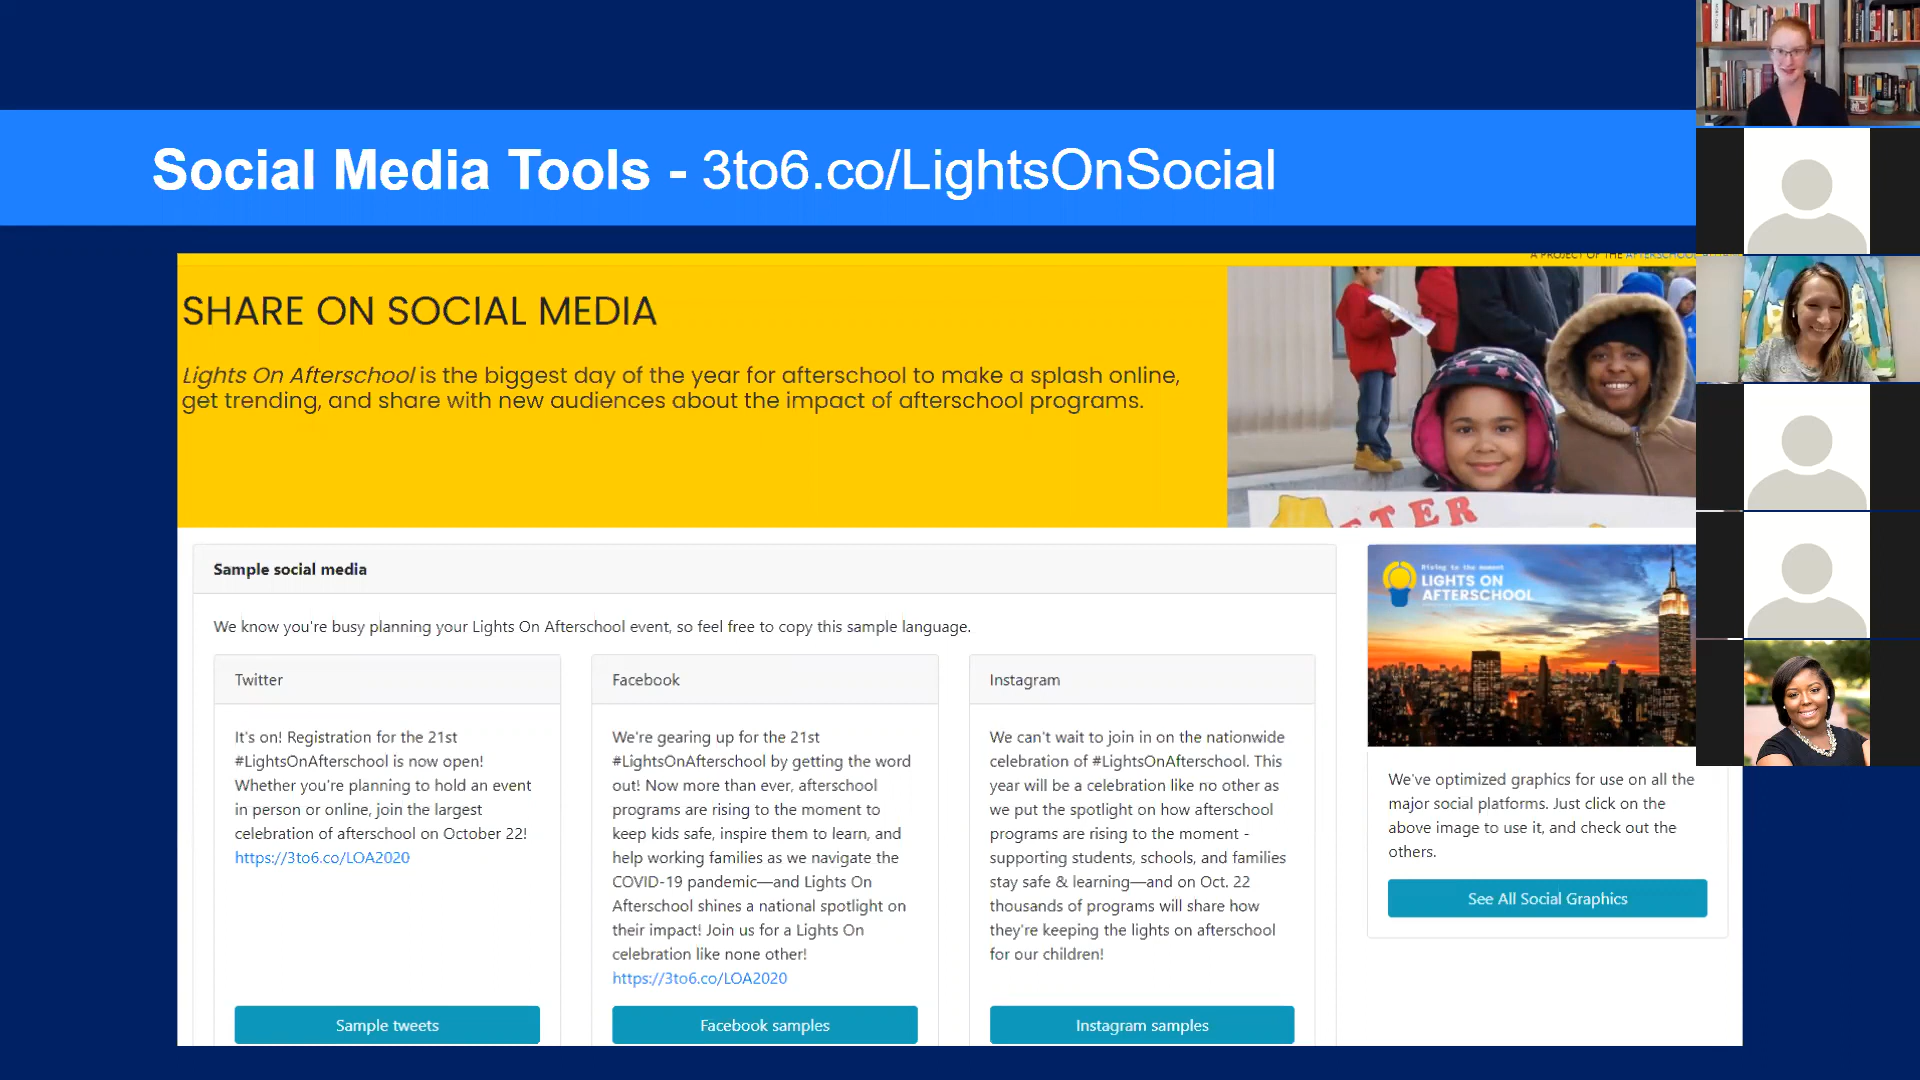 Social Media Tools - 3to6.co/LightsOnSocial
A PROJECT OF THE AFTERSCHOOL
SHARE ON SOCIAL MEDIA
Lights On Afterschool is the biggest day of the year for afterschool to make a splash online,
get trending, and share with new audiences about the impact of afterschool programs.
TER
Sample social media
We know you're busy planning your Lights On Afterschool event, so feel free to copy this sample language.
Twitter
It's on! Registration for the 21st
#LightsOnAfterschool is now open!
Whether you're planning to hold an event
in person or online, join the largest
celebration of afterschool on October 22!
https://3to6.co/LOA2020
Sample tweets
Facebook
We're gearing up for the 21st
#LightsOnAfterschool by getting the word
out! Now more than ever, afterschool
programs are rising to the moment to
keep kids safe, inspire them to learn, and
help working families as we navigate the
COVID-19 pandemic—and Lights On
Afterschool shines a national spotlight on
their impact! Join us for a Lights On
celebration like none other!
https://3to6.co/LOA2020
Facebook samples
Instagram
We can't wait to join in on the nationwide
celebration of #LightsOnAfterschool. This
year will be a celebration like no other as
we put the spotlight on how afterschool
programs are rising to the moment -
supporting students, schools, and families
stay safe & learning—and on Oct. 22
thousands of programs will share how
they're keeping the lights on afterschool
for our children!
Instagram samples
Rising to the moment
LIGHTS ON
AFTERSCHOOL
We've optimized graphics for use on all the
major social platforms. Just click on the
above image to use it, and check out the
others.
See All Social Graphics